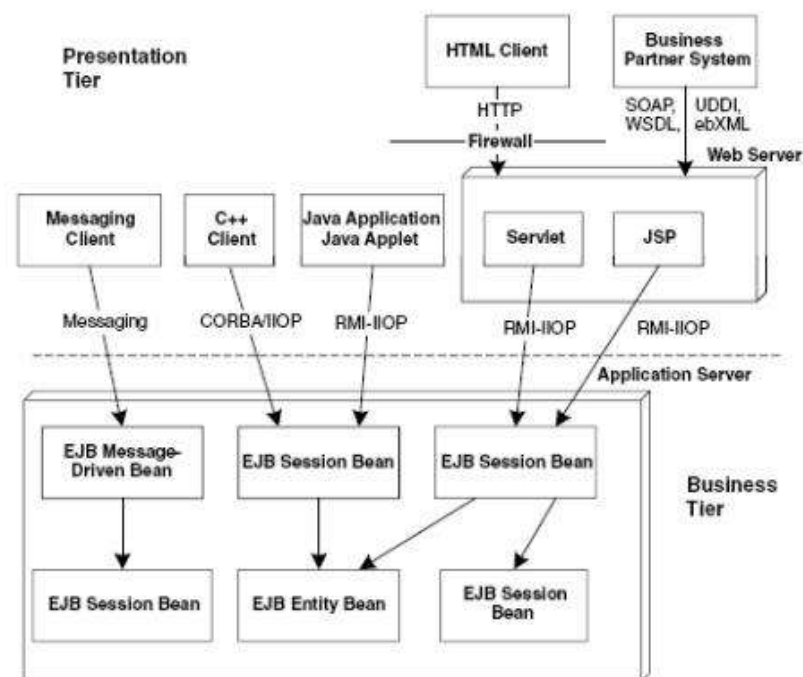 Presentation
Tier
HTML Client
Business
Partner System
HTTP
SOAP,
WSDL,
UDDI,
ebXML
Firewall
Web Server
Messaging
Client
C++
Client
Java Application
Java Applet
Servlet
JSP
Messaging
CORBA/IIOP
RMI-IIOP
RMI-IIOP
RMI-IIOP
Application Server
EJB Message-
Driven Bean
EJB Session Bean
EJB Session Bean
Business
Tier
EJB Session Bean
EJB Entity Bean
EJB Session
Bean